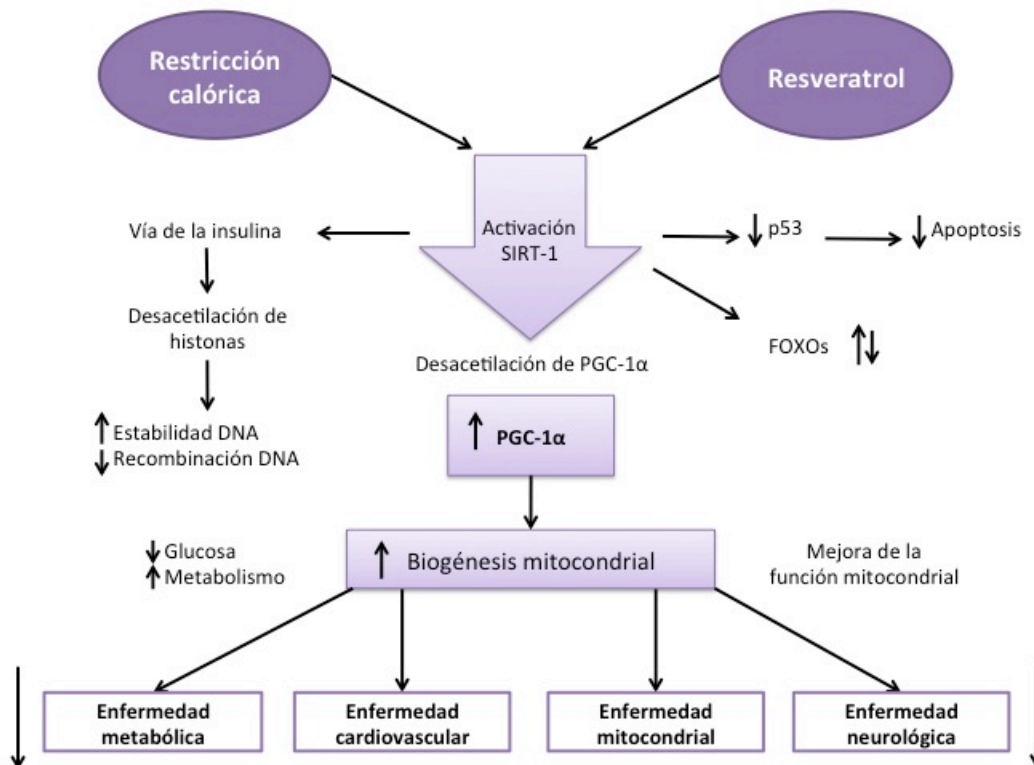 Restricción
calórica
Resveratrol
Activación
SIRT-1
Vía de la insulina
p53
Apoptosis
Desacetilación de
histonas
FOXOs
Desacetilación de PGC-1α
Estabilidad DNA
Recombinación DNA
PGC-1α
Glucosa
Metabolismo
Biogénesis mitocondrial
Mejora de la
función mitocondrial
Enfermedad
metabólica
Enfermedad
cardiovascular
Enfermedad
mitocondrial
Enfermedad
neurológica